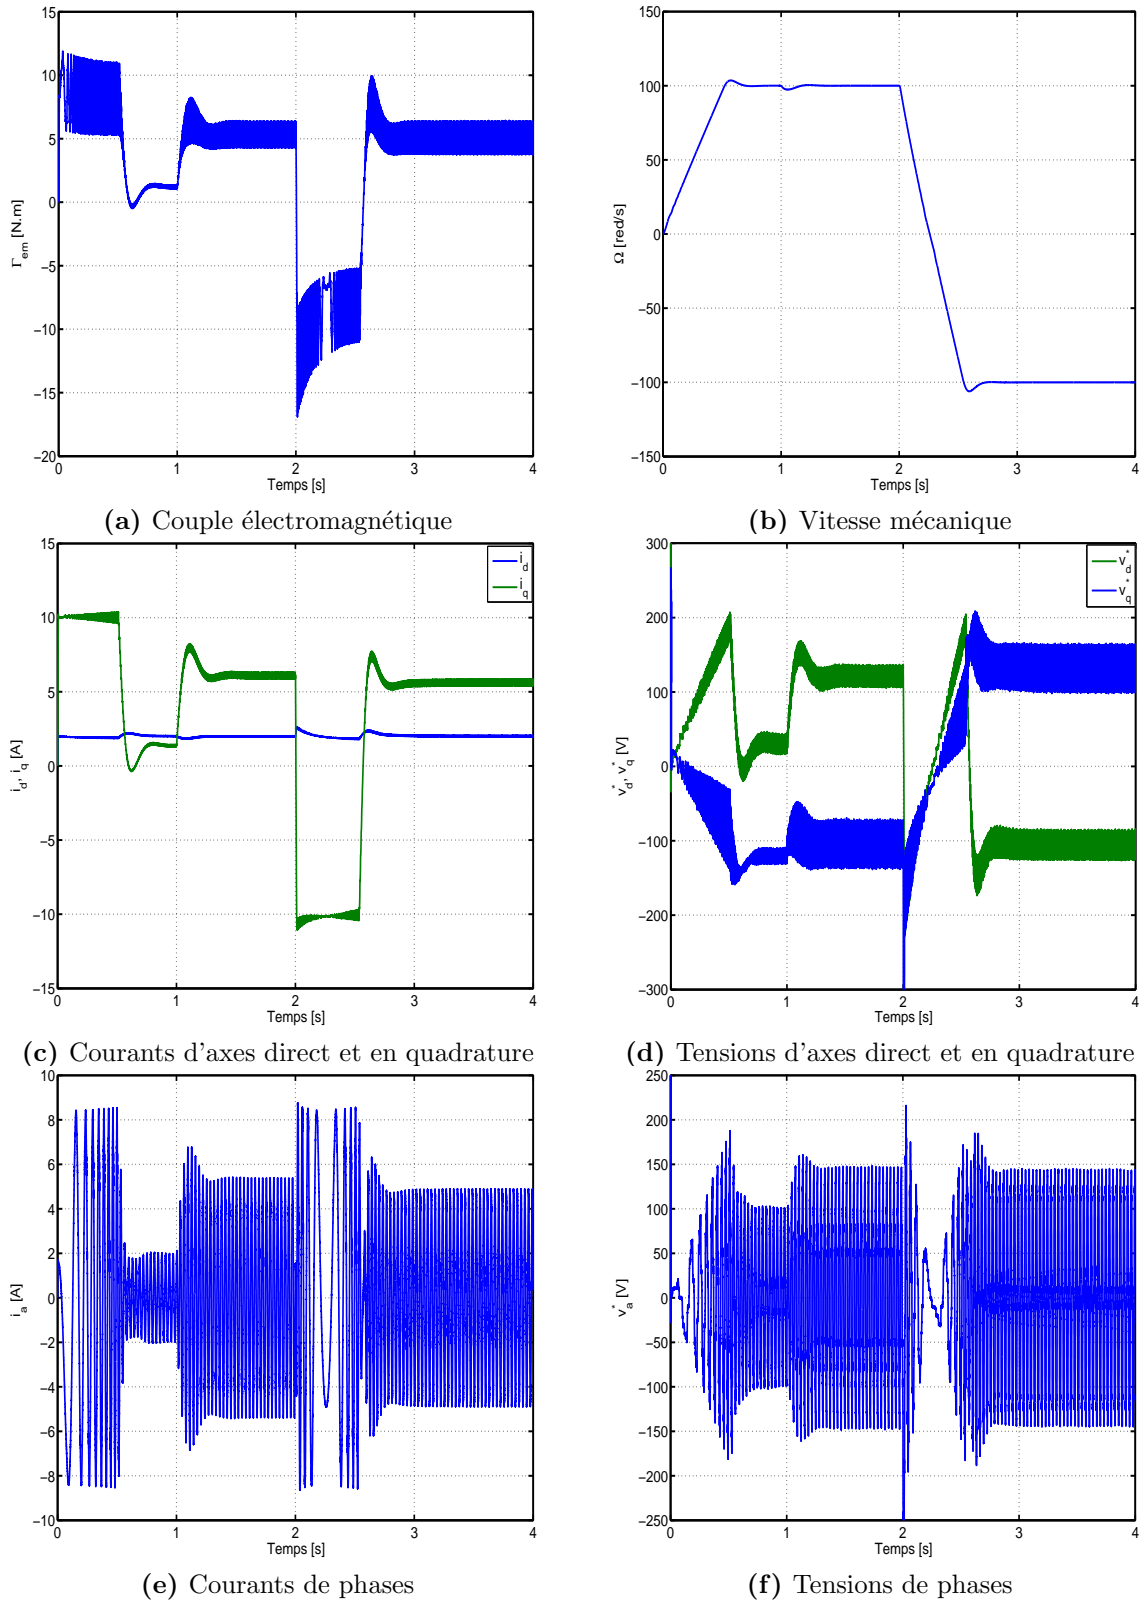 15
10
5
0
−5
−10
−15
−20
0 1 2 3 4
Γem [N.m]
Temps [s]
(a) Couple électromagnétique
150
100
50
0
−50
−100
−150
0 1 2 3 4
Ω [red/s]
Temps [s]
(b) Vitesse mécanique
15
10
5
0
−5
−10
−15
0 1 2 3 4
id, iq [A]
Temps [s]
id
iq
(c) Courants d'axes direct et en quadrature
300
200
100
0
−100
−200
−300
0 1 2 3 4
vd*, vq* [V]
Temps [s]
vd*
vq*
(d) Tensions d'axes direct et en quadrature
10
8
6
4
2
0
−2
−4
−6
−8
−10
0 1 2 3 4
ia [A]
Temps [s]
(e) Courants de phases
250
200
150
100
50
0
−50
−100
−150
−200
−250
0 1 2 3 4
va* [V]
Temps [s]
(f) Tensions de phases